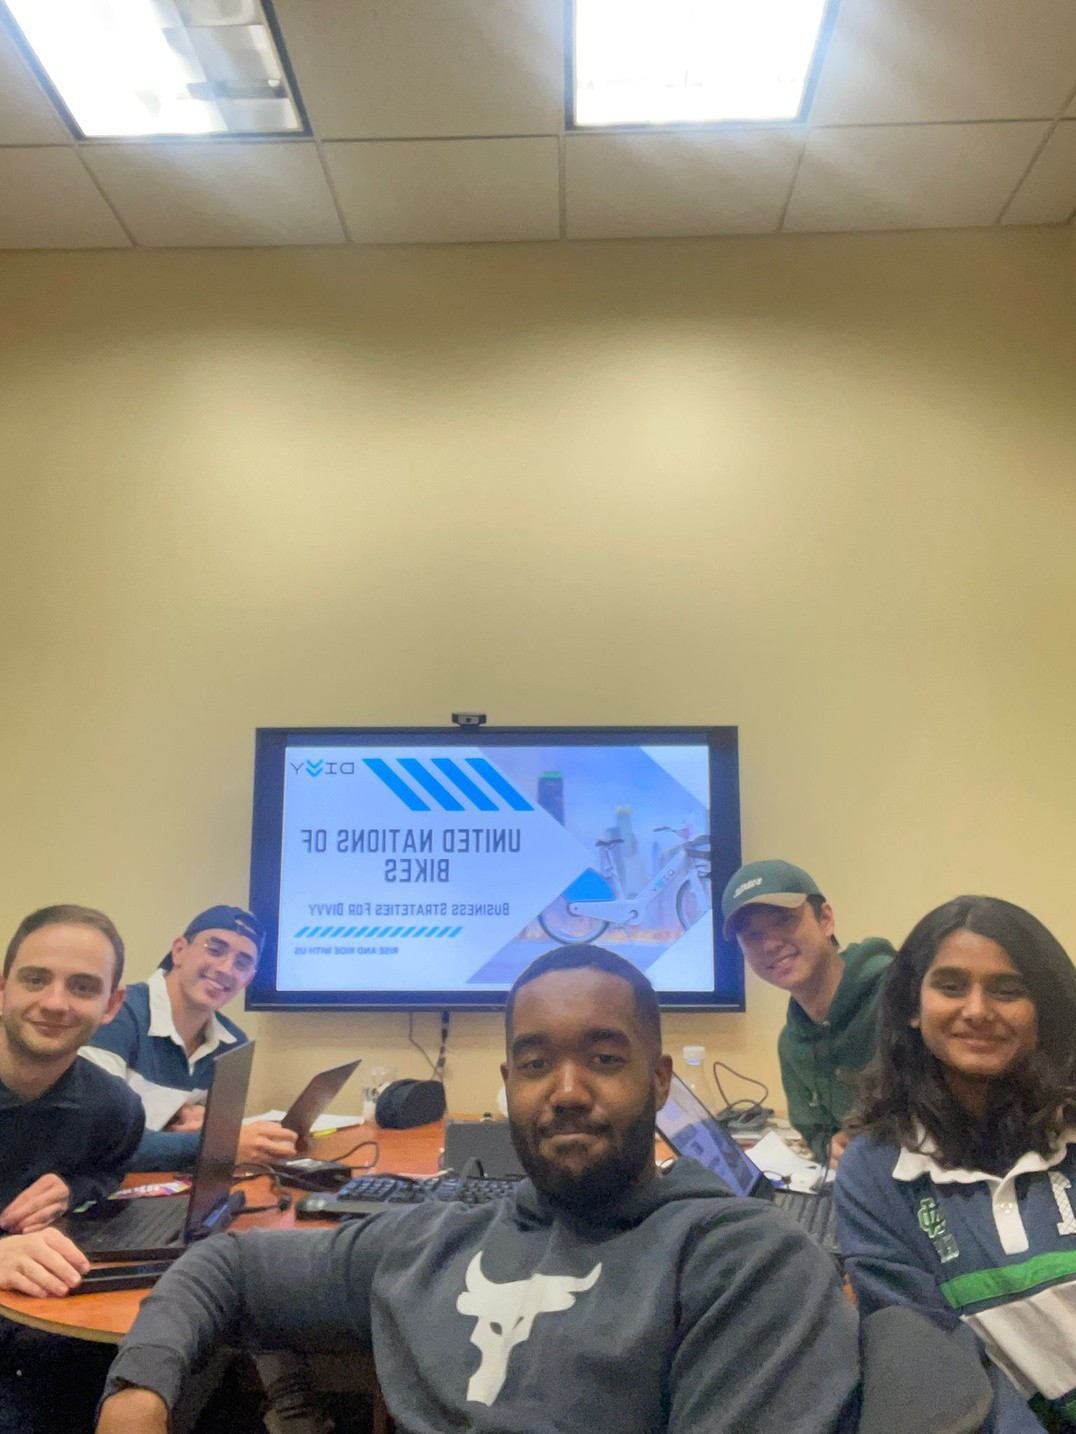 DIVVY
UNITED NATIONS OF
BIKES
BUSINESS STRATETIES FOR DIVVY
RISE AND RIDE WITH US